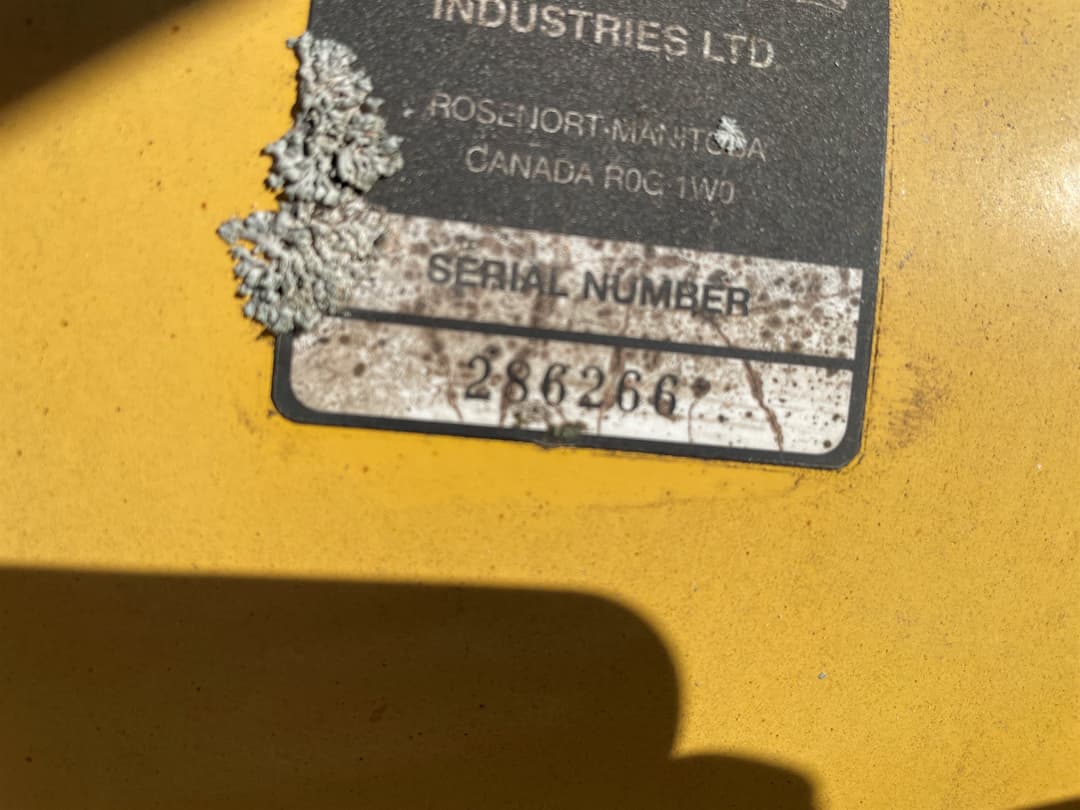 INDUSTRIES LTD.
ROSENORT MANITOBA
CANADA R0G 1W0
SERIAL NUMBER
286266